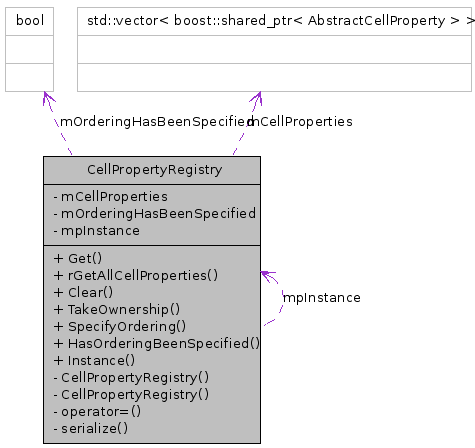 bool
std::vector< boost::shared_ptr< AbstractCellProperty > >
mOrderingHasBeenSpecified
mCellProperties
CellPropertyRegistry
- mCellProperties
- mOrderingHasBeenSpecified
- mpInstance
+ Get()
+ rGetAllCellProperties()
+ Clear()
+ TakeOwnership()
+ SpecifyOrdering()
+ HasOrderingBeenSpecified()
+ Instance()
- CellPropertyRegistry()
- CellPropertyRegistry()
- operator=()
- serialize()
mpInstance